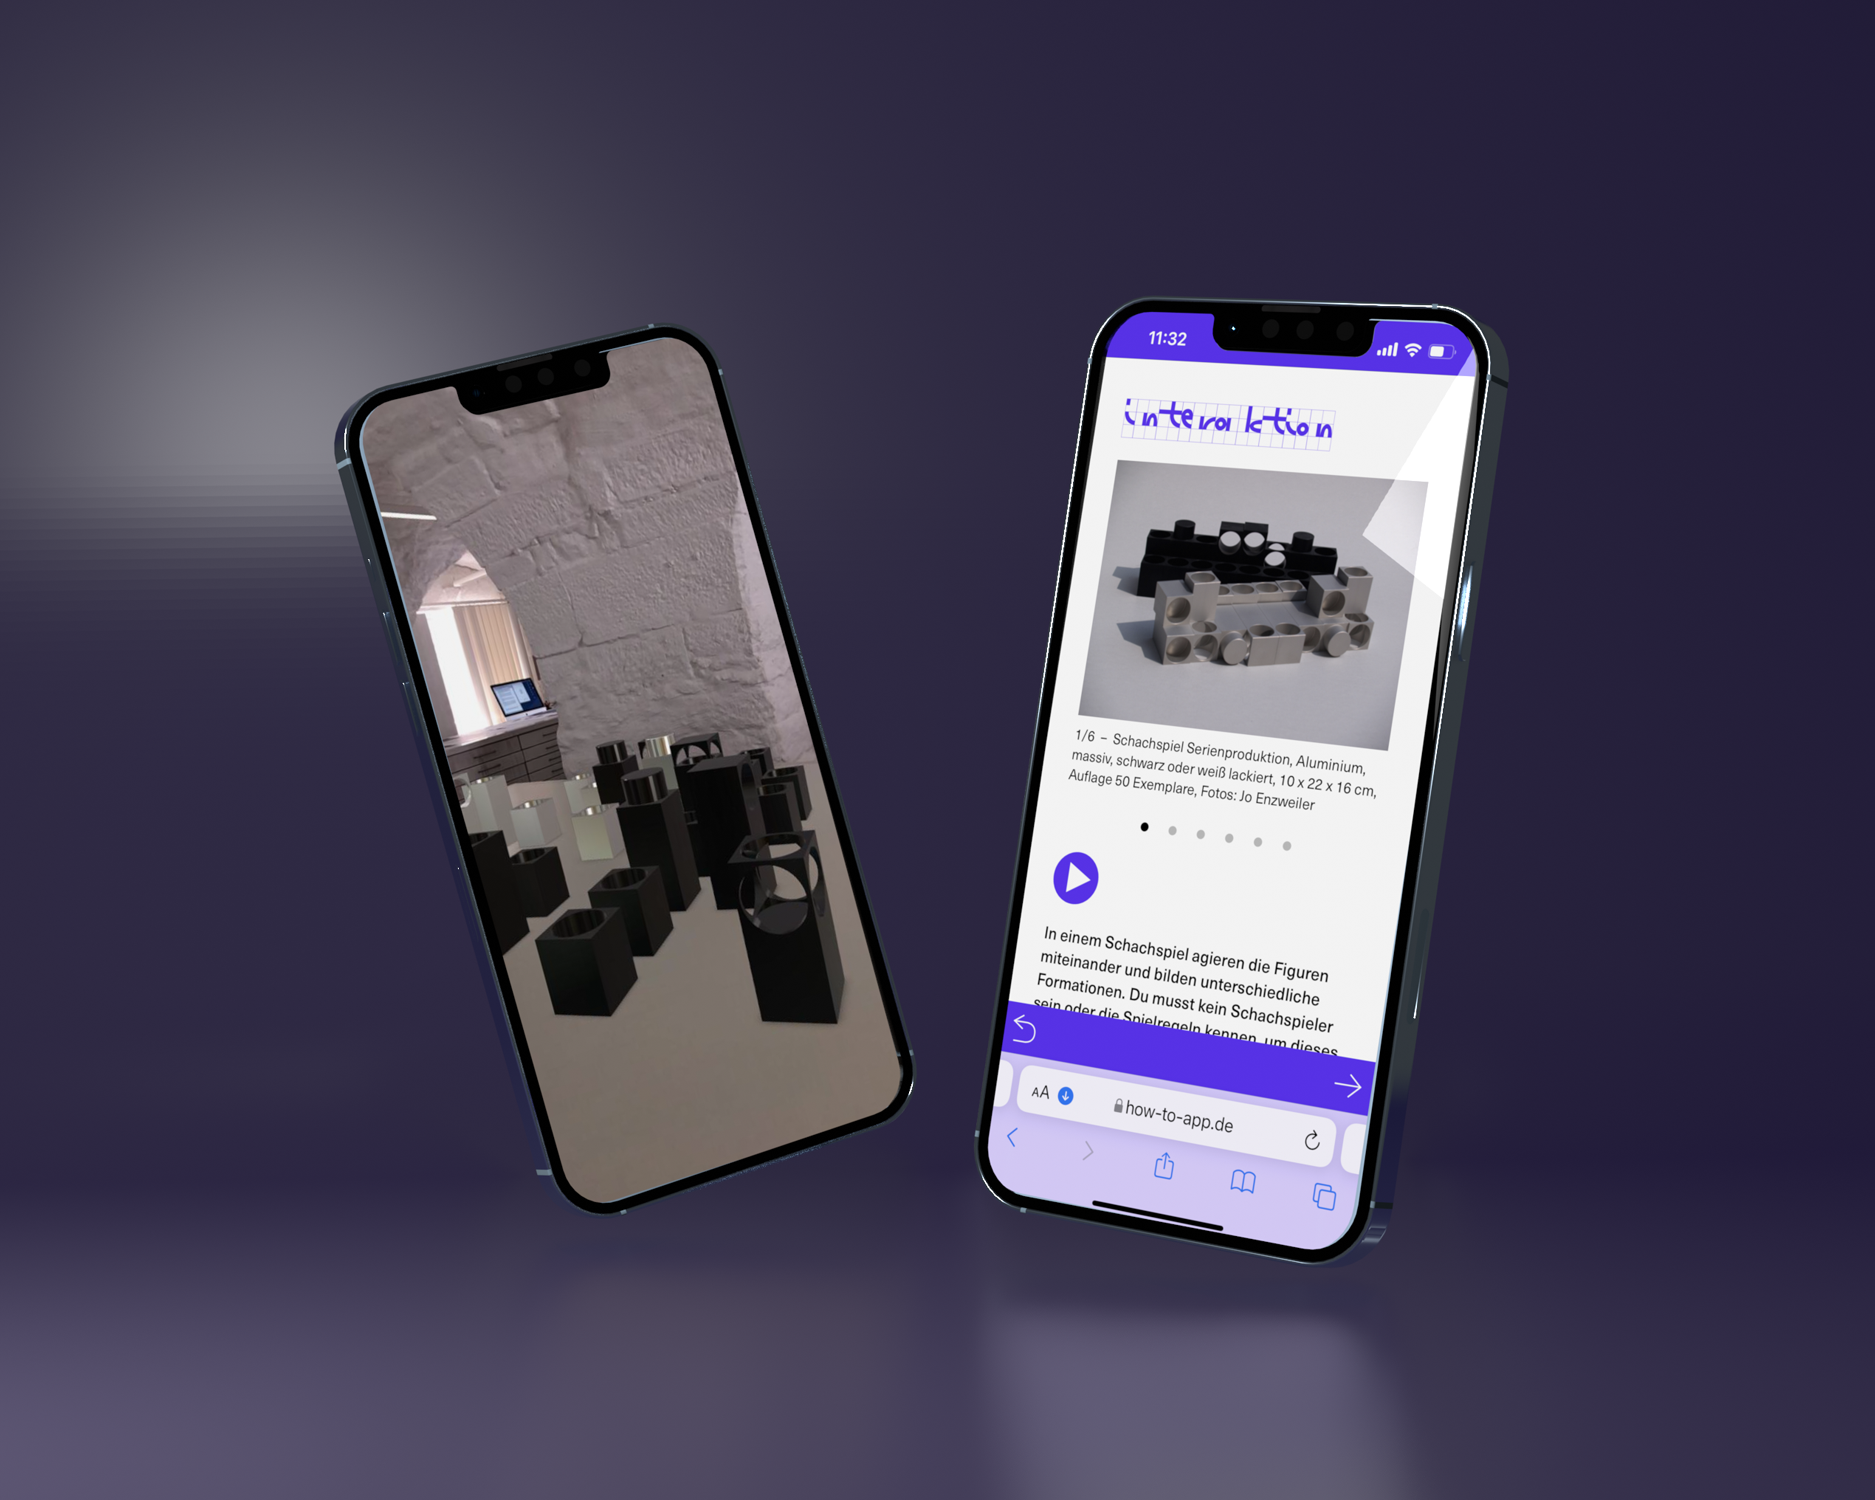 11:32
interaktion
1/6 – Schachspiel Serienproduktion, Aluminium,
massiv, schwarz oder weiß lackiert, 10 x 22 x 16 cm,
Auflage 50 Exemplare, Fotos: Jo Enzweiler
In einem Schachspiel agieren die Figuren
miteinander und bilden unterschiedliche
Formationen. Du musst kein Schachspieler
sein oder die Spielregeln kennen, um dieses
AA how-to-app.de